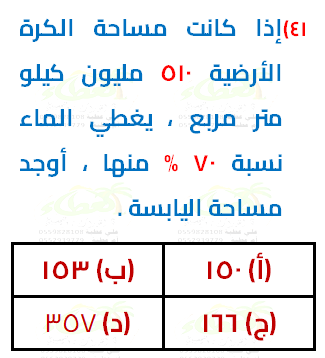 ٤١) إذا كانت مساحة الكرة
الأرضية ٥١٠ مليون كيلو
متر مربع ، يغطي الماء
نسبة ٧٠ % منها ، أوجد
مساحة اليابسة .
(أ) ١٥٠ (ب) ١٥٣
(ج) ١٦٦ (د) ٣٥٧